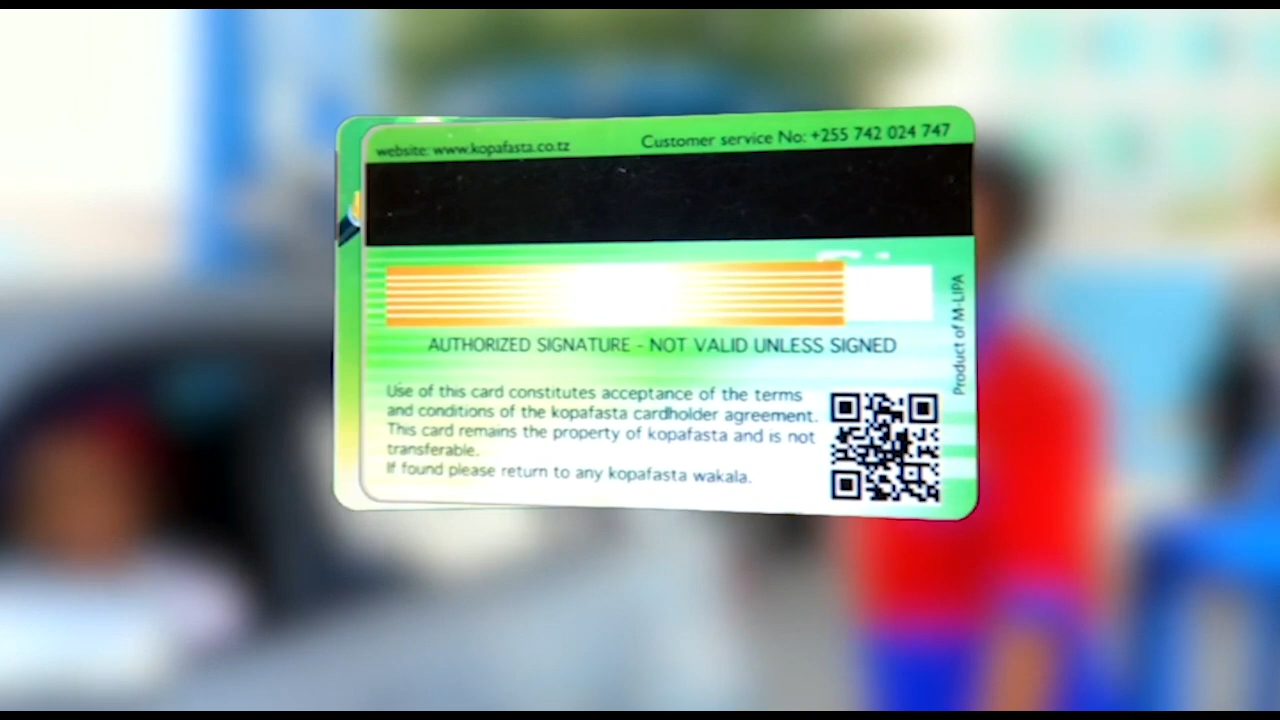 website: www.kopafasta.co.tz
Customer service No: +255 742 024 747
AUTHORIZED SIGNATURE - NOT VALID UNLESS SIGNED
Product of M-LIPA
Use of this card constitutes acceptance of the terms
and conditions of the kopafasta cardholder agreement.
This card remains the property of kopafasta and is not
transferable.
If found please return to any kopafasta wakala.